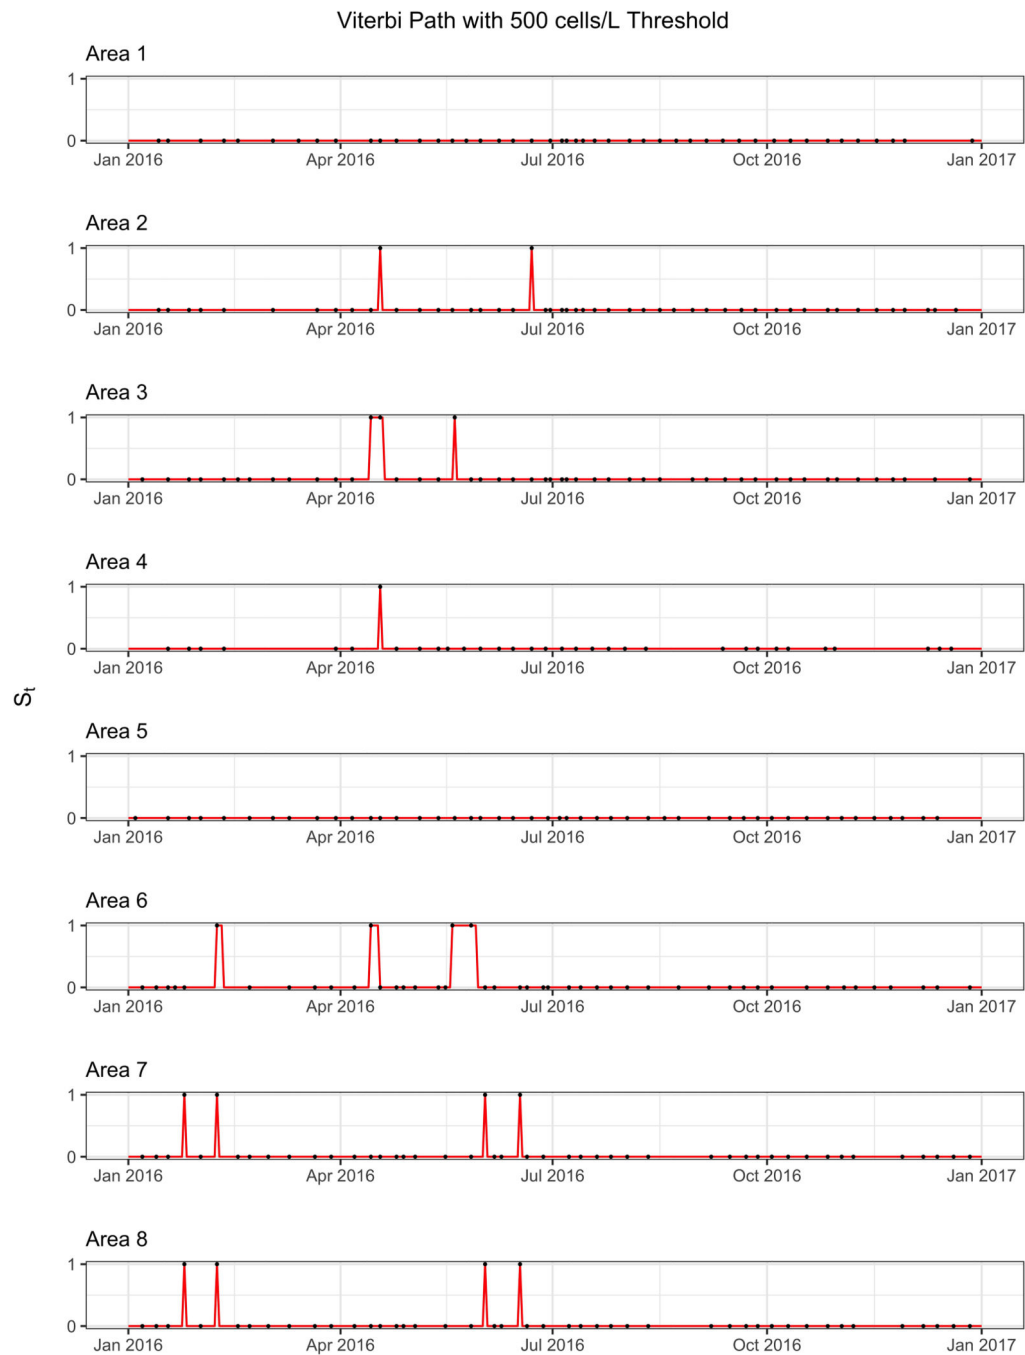 Viterbi Path with 500 cells/L Threshold
Area 1
1
0
Jan 2016 Apr 2016 Jul 2016 Oct 2016 Jan 2017
Area 2
1
0
Jan 2016 Apr 2016 Jul 2016 Oct 2016 Jan 2017
Area 3
1
0
Jan 2016 Apr 2016 Jul 2016 Oct 2016 Jan 2017
Area 4
1
0
Jan 2016 Apr 2016 Jul 2016 Oct 2016 Jan 2017
St
Area 5
1
0
Jan 2016 Apr 2016 Jul 2016 Oct 2016 Jan 2017
Area 6
1
0
Jan 2016 Apr 2016 Jul 2016 Oct 2016 Jan 2017
Area 7
1
0
Jan 2016 Apr 2016 Jul 2016 Oct 2016 Jan 2017
Area 8
1
0
Jan 2016 Apr 2016 Jul 2016 Oct 2016 Jan 2017